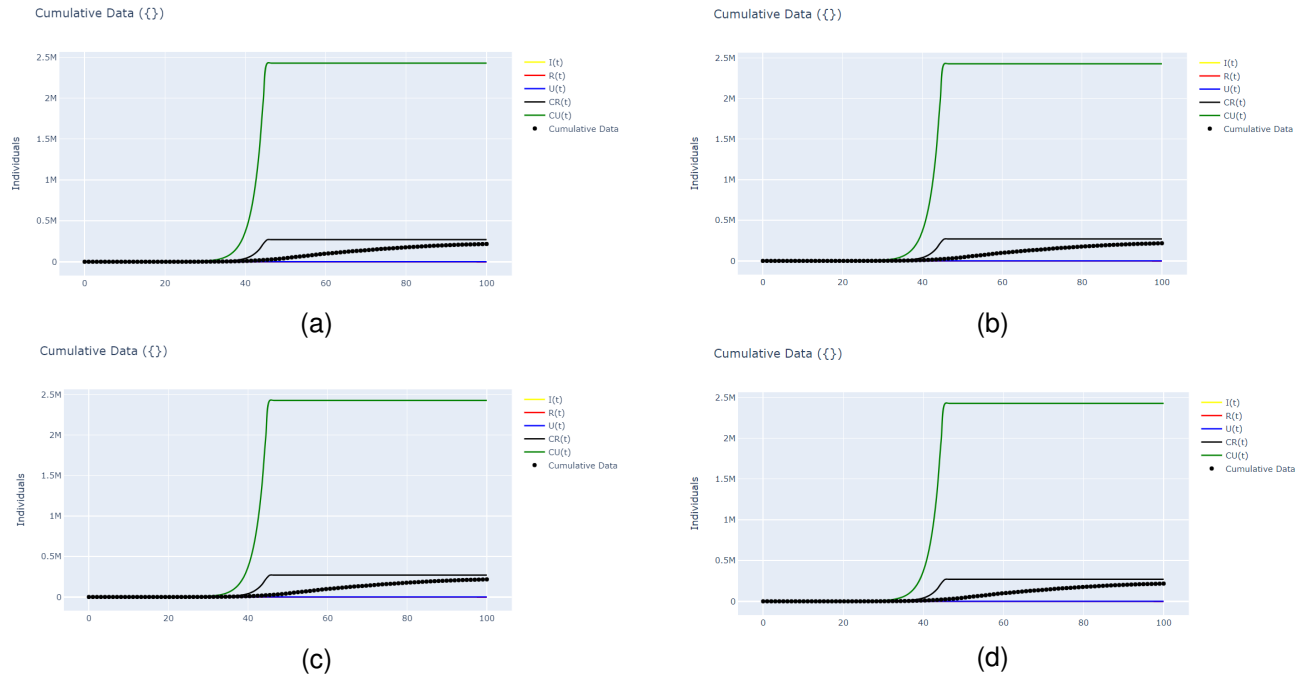 Cumulative Data ({})
2.5M
2M
1.5M
1M
0.5M
0
Individuals
0 20 40 60 80 100
I(t)
R(t)
U(t)
CR(t)
CU(t)
Cumulative Data
(a)
Cumulative Data ({})
2.5M
2M
1.5M
1M
0.5M
0
Individuals
0 20 40 60 80 100
I(t)
R(t)
U(t)
CR(t)
CU(t)
Cumulative Data
(b)
Cumulative Data ({})
2.5M
2M
1.5M
1M
0.5M
0
Individuals
0 20 40 60 80 100
I(t)
R(t)
U(t)
CR(t)
CU(t)
Cumulative Data
(c)
Cumulative Data ({})
2.5M
2M
1.5M
1M
0.5M
0
Individuals
0 20 40 60 80 100
I(t)
R(t)
U(t)
CR(t)
CU(t)
Cumulative Data
(d)